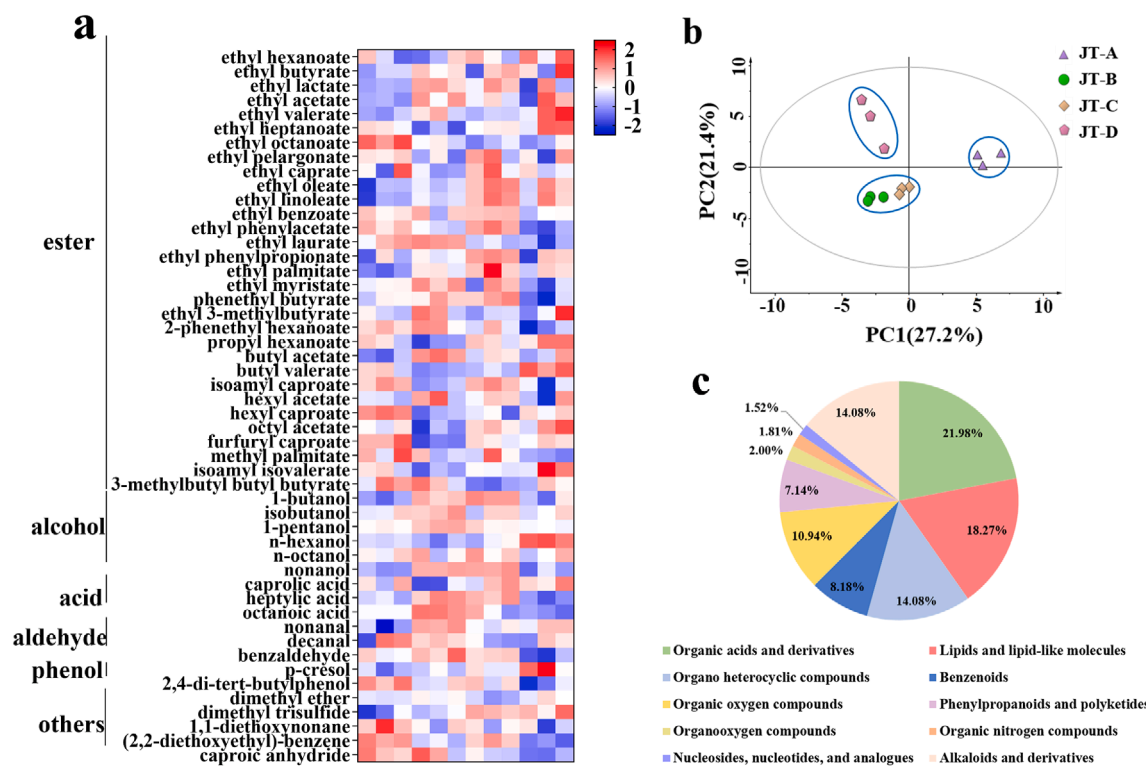 a
ethyl hexanoate
ethyl butyrate
ethyl lactate
ethyl acetate
ethyl valerate
ethyl heptanoate
ethyl octanoate
ethyl pelargonate
ethyl caprate
ethyl oleate
ethyl linoleate
ethyl benzoate
ethyl phenylacetate
ethyl laurate
ethyl phenylpropionate
ethyl palmitate
ethyl myristate
phenethyl butyrate
ethyl 3-methylbutyrate
2-phenethyl hexanoate
propyl hexanoate
butyl acetate
butyl valerate
isoamyl caproate
hexyl acetate
hexyl caproate
octyl acetate
furfuryl caproate
methyl palmitate
isoamyl isovalerate
3-methylbutyl butyl butyrate
1-butanol
isobutanol
1-pentanol
n-hexanol
n-octanol
nonanol
caprolic acid
heptylic acid
octanoic acid
nonanal
decanal
benzaldehyde
p-cresol
2,4-di-tert-butylphenol
dimethyl ether
dimethyl trisulfide
1,1-diethoxynonane
(2,2-diethoxyethyl)-benzene
caproic anhydride
ester
alcohol
acid
aldehyde
phenol
others
2
1
0
-1
-2
b
JT-A
JT-B
JT-C
JT-D
PC2(21.4%)
10
5
0
-5
-10
-10
-5
0
5
10
PC1(27.2%)
c
21.98%
18.27%
14.08%
8.18%
10.94%
7.14%
2.00%
1.81%
1.52%
14.08%
Organic acids and derivatives
Lipids and lipid-like molecules
Organo heterocyclic compounds
Benzenoids
Organic oxygen compounds
Phenylpropanoids and polyketides
Organooxygen compounds
Organic nitrogen compounds
Nucleosides, nucleotides, and analogues
Alkaloids and derivatives